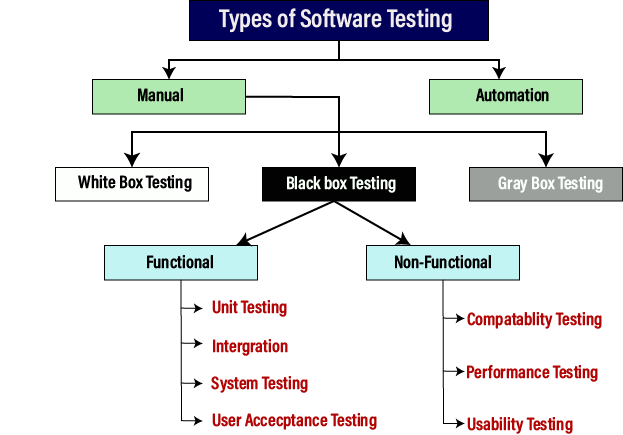 Types of Software Testing
Manual
Automation
White Box Testing
Black box Testing
Gray Box Testing
Functional
Non-Functional
Unit Testing
Intergration
System Testing
User Accecptance Testing
Compatablity Testing
Performance Testing
Usability Testing